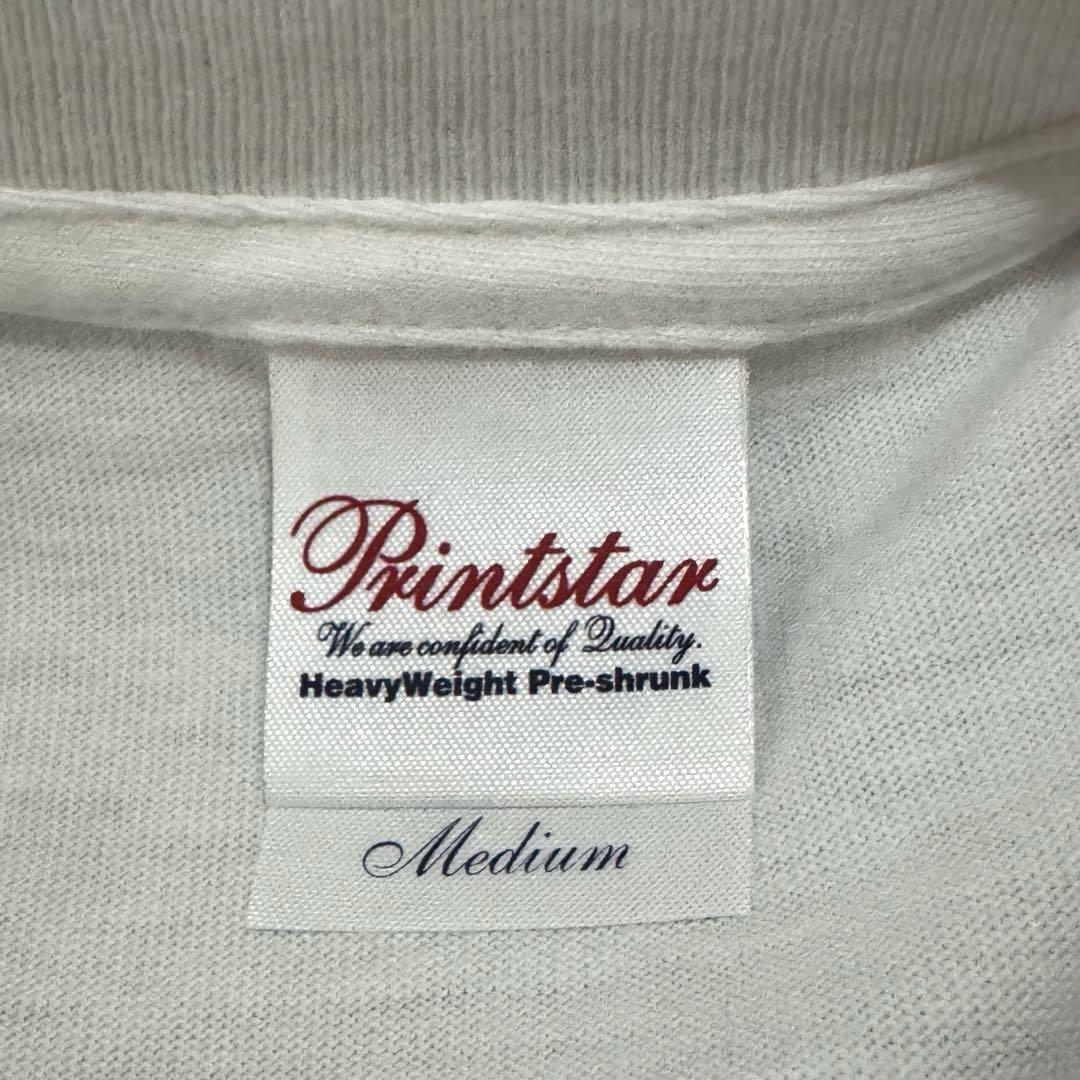 Printstar
We are confident of Quality.
HeavyWeight Pre-shrunk
Medium